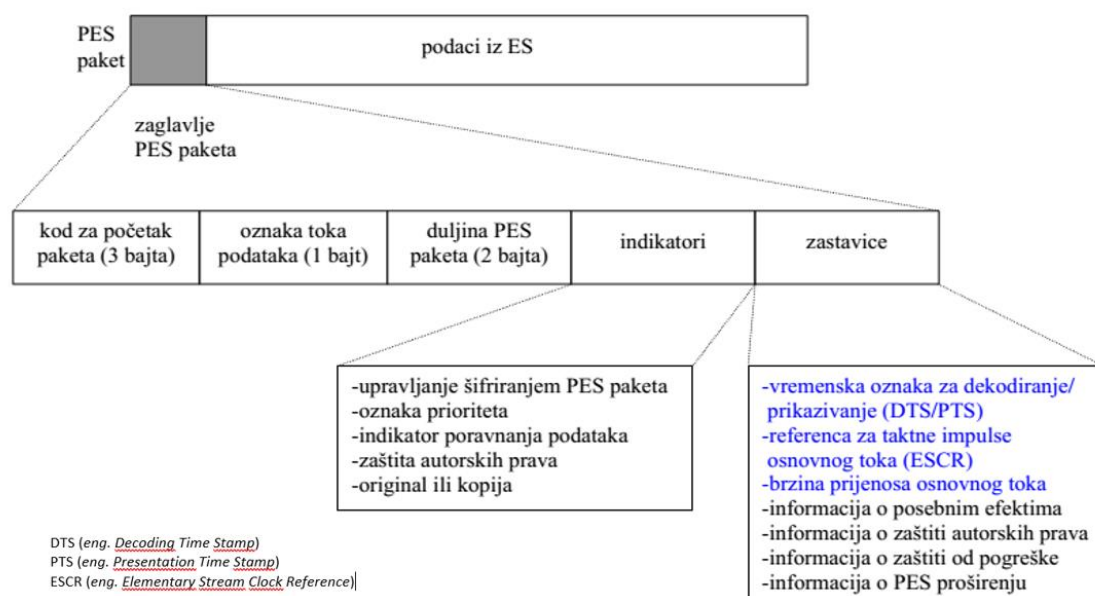 PES
paket
podaci iz ES
zaglavlje
PES paketa
kod za početak
paketa (3 bajta)
oznaka toka
podataka (1 bajt)
duljina PES
paketa (2 bajta)
indikatori
zastavice
-upravljanje šifriranjem PES paketa
-oznaka prioriteta
-indikator poravnanja podataka
-zaštita autorskih prava
-original ili kopija
-vremenska oznaka za dekodiranje/
prikazivanje (DTS/PTS)
-referenca za taktne impulse
osnovnog toka (ESCR)
-brzina prijenosa osnovnog toka
-informacija o posebnim efektima
-informacija o zaštiti autorskih prava
-informacija o zaštiti od pogreške
-informacija o PES proširenju
DTS (eng. Decoding Time Stamp)
PTS (eng. Presentation Time Stamp)
ESCR (eng. Elementary Stream Clock Reference)